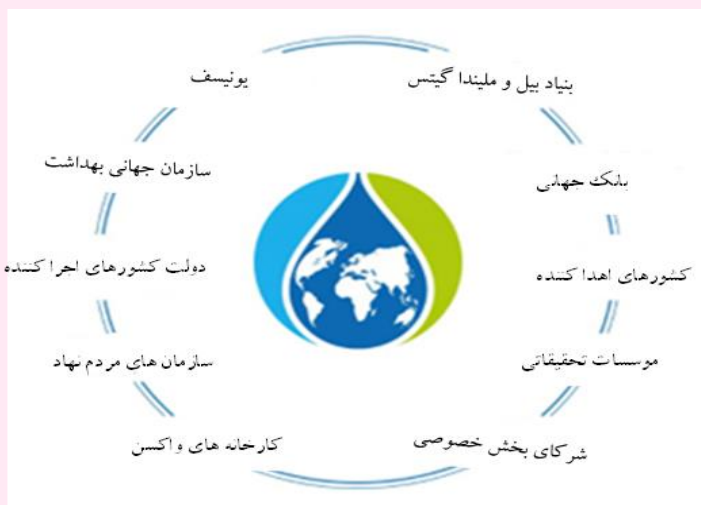 بنیاد بیل و ملیندا گیتس
یونیسف
بانک جهانی
سازمان جهانی بهداشت
کشورهای اهدا کننده
دولت کشورهای اجرا کننده
موسسات تحقیقاتی
سازمان های مردم نهاد
شرکای بخش خصوصی
کارخانه های واکسن